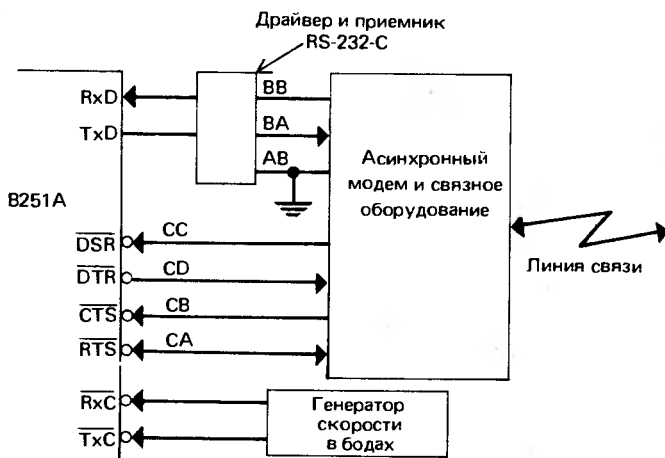 Драйвер и приемник
RS-232-C
RxD
BB
TxD
BA
AB
Асинхронный
модем и связное
оборудование
B251A
DSR
CC
DTR
CD
Линия связи
CTS
CB
RTS
CA
RxC
Генератор
скорости
в бодах
TxC